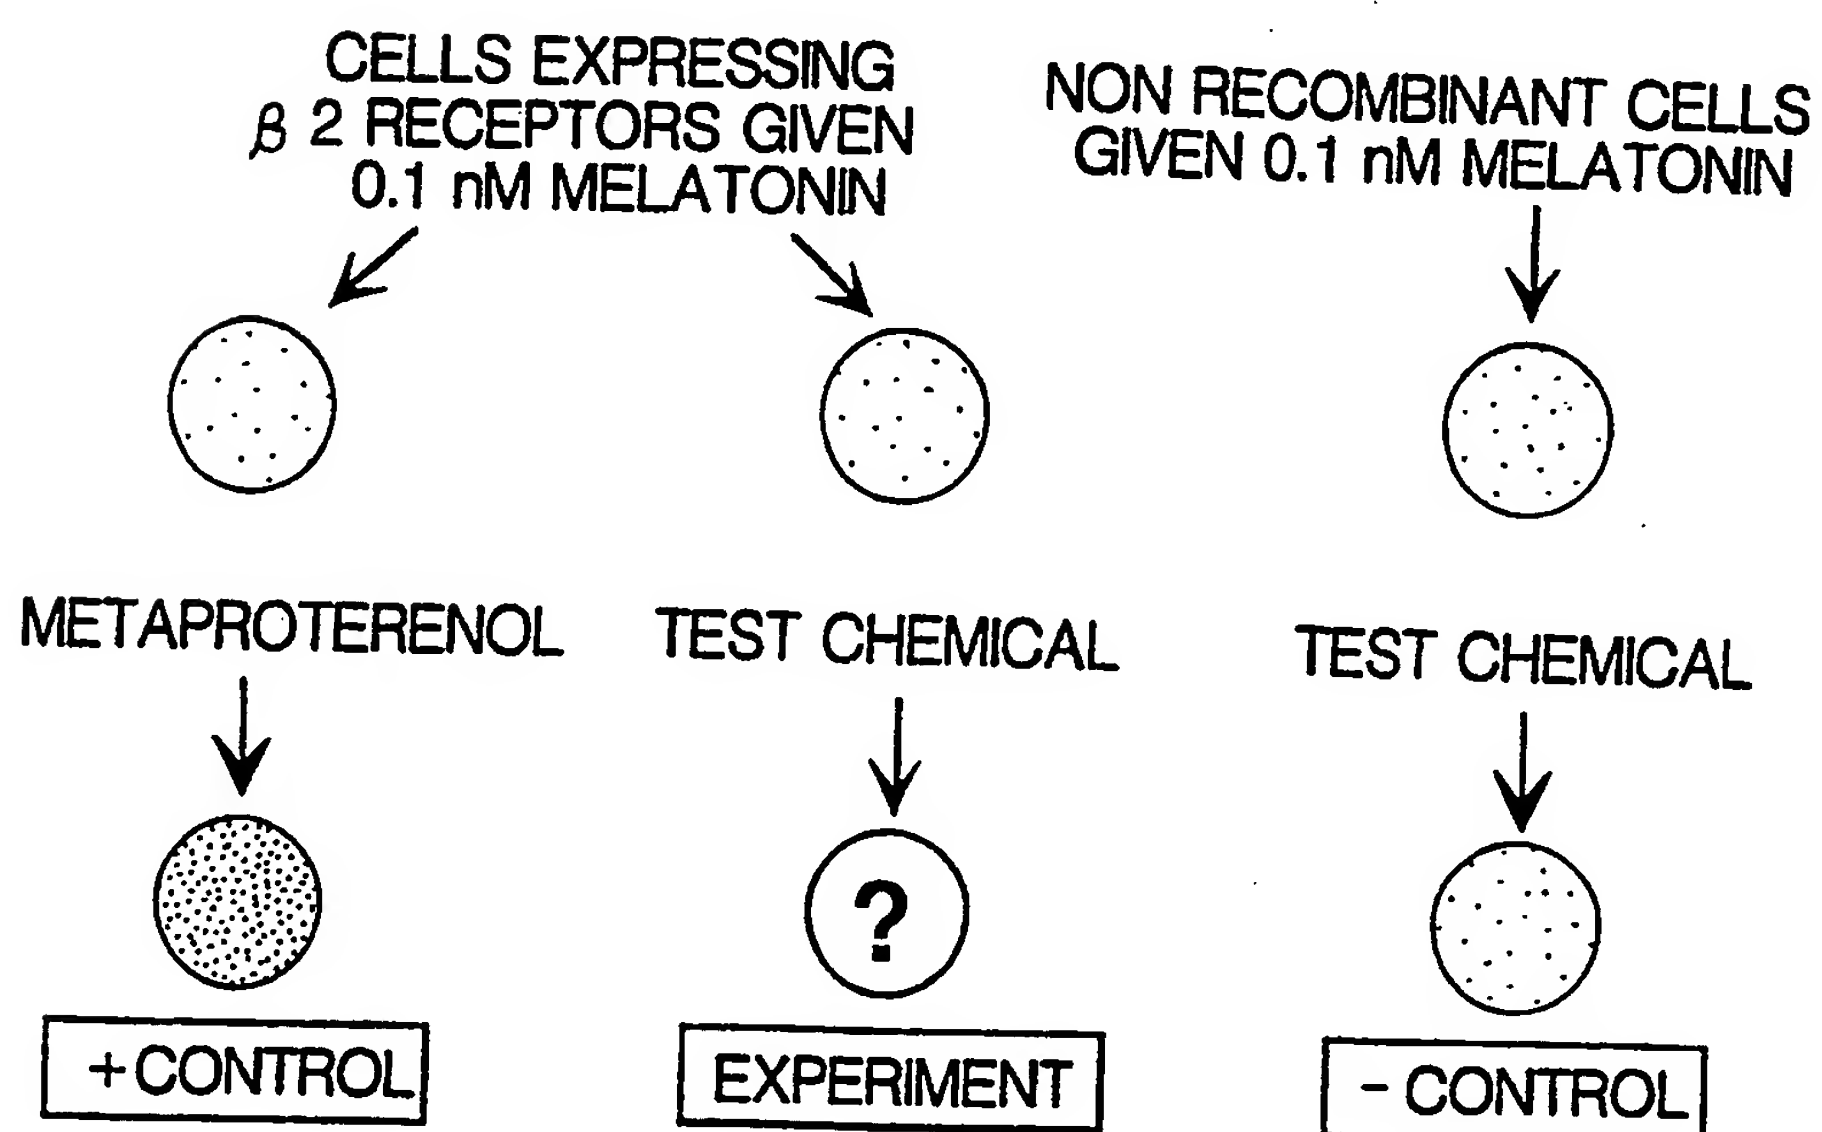 CELLS EXPRESSING
β 2 RECEPTORS GIVEN
0.1 nM MELATONIN
NON RECOMBINANT CELLS
GIVEN 0.1 nM MELATONIN
METAPROTERENOL
TEST CHEMICAL
TEST CHEMICAL
?
+CONTROL
EXPERIMENT
- CONTROL